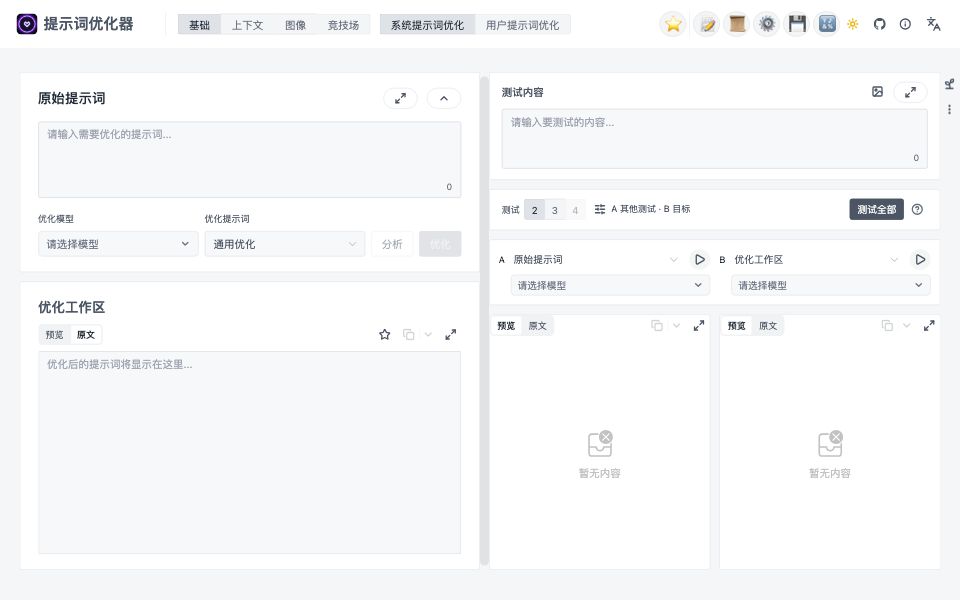 提示词优化器
基础 上下文 图像 竞技场 系统提示词优化 用户提示词优化
原始提示词
请输入需要优化的提示词...
0
优化模型 优化提示词
请选择模型 通用优化 分析 优化
优化工作区
预览 原文
优化后的提示词将显示在这里...
测试内容
请输入要测试的内容...
0
测试 2 3 4 A 其他测试 · B 目标 测试全部
A 原始提示词 B 优化工作区
请选择模型 请选择模型
预览 原文 预览 原文
暂无内容 暂无内容